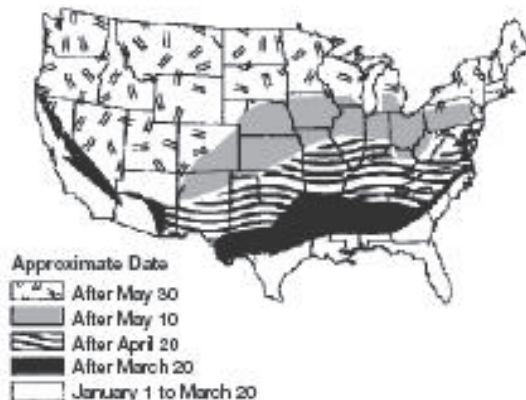 Approximate Date
After May 30
After May 10
After April 20
After March 20
January 1 to March 20